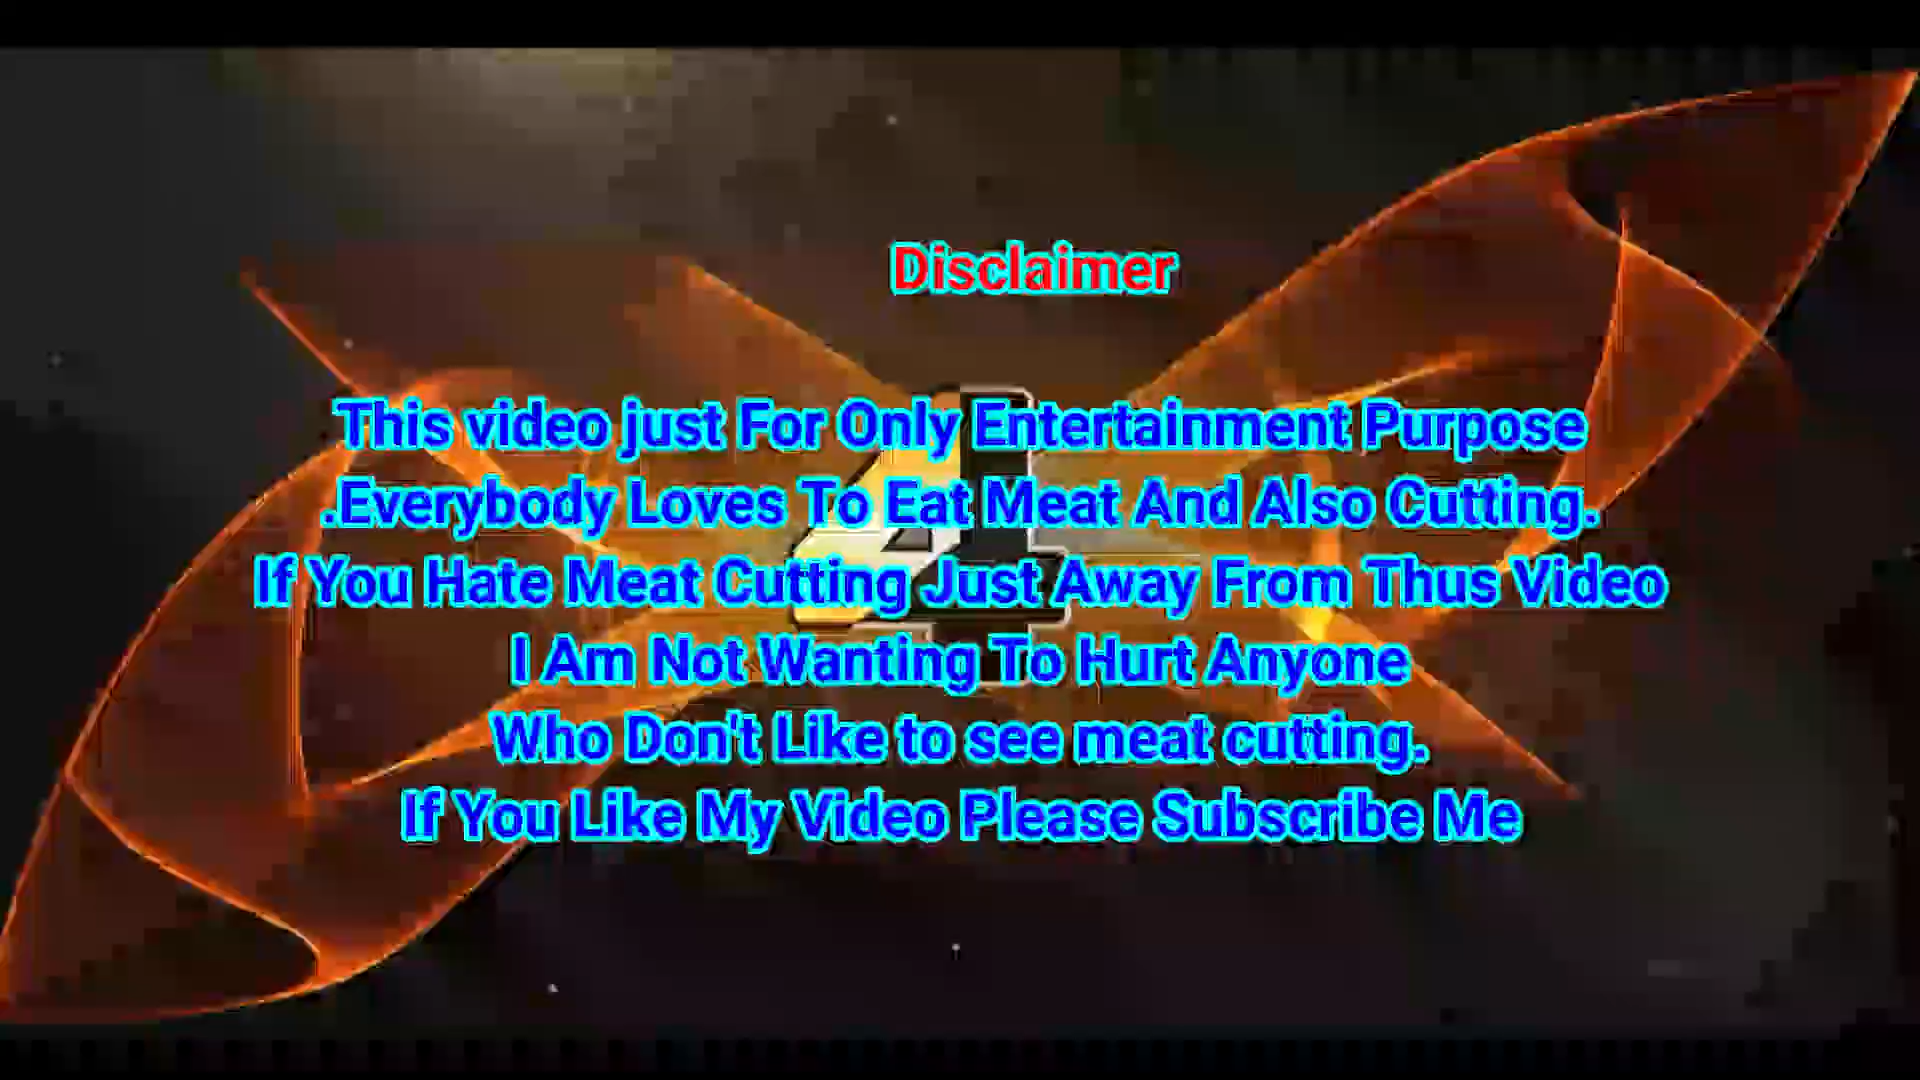 Disclaimer
This video just For Only Entertainment Purpose
.Everybody Loves To Eat Meat And Also Cutting.
If You Hate Meat Cutting Just Away From Thus Video
I Am Not Wanting To Hurt Anyone
Who Don't Like to see meat cutting.
If You Like My Video Please Subscribe Me
4